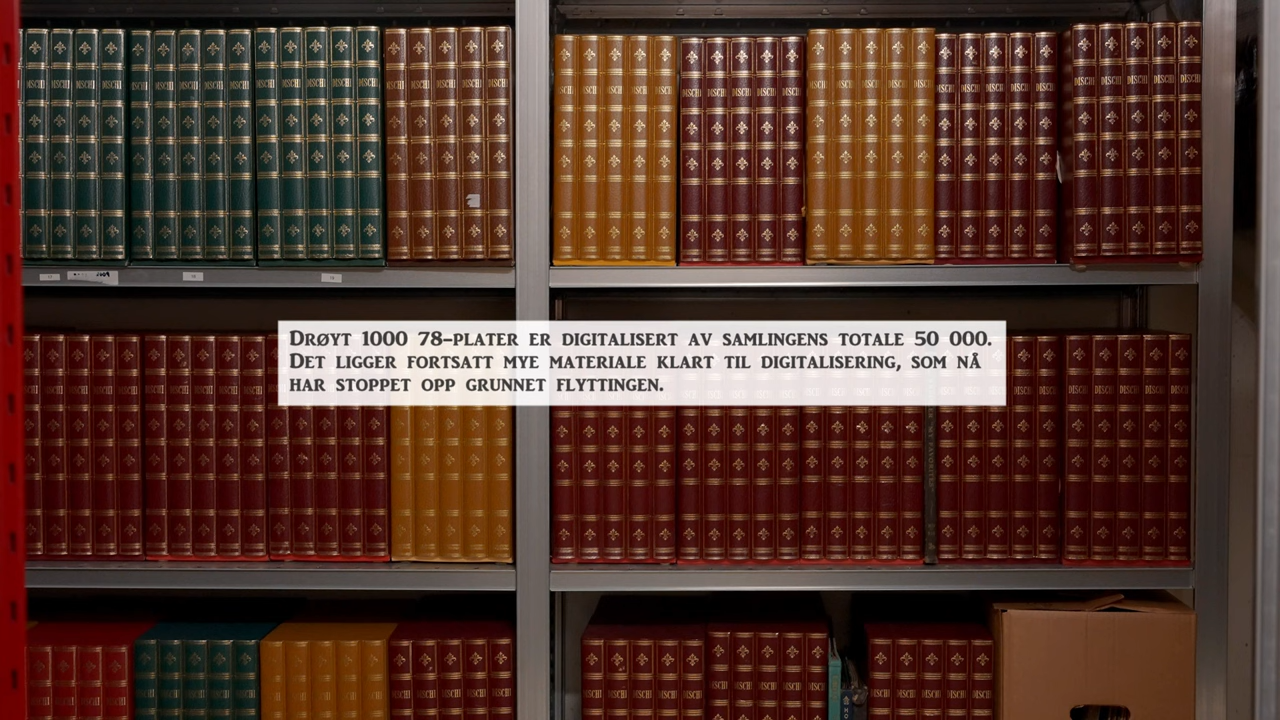 Drøyt 1000 78-plater er digitalisert av samlingens totale 50 000.
Det ligger fortsatt mye materiale klart til digitalisering, som nå
har stoppet opp grunnet flyttingen.
DISCHI